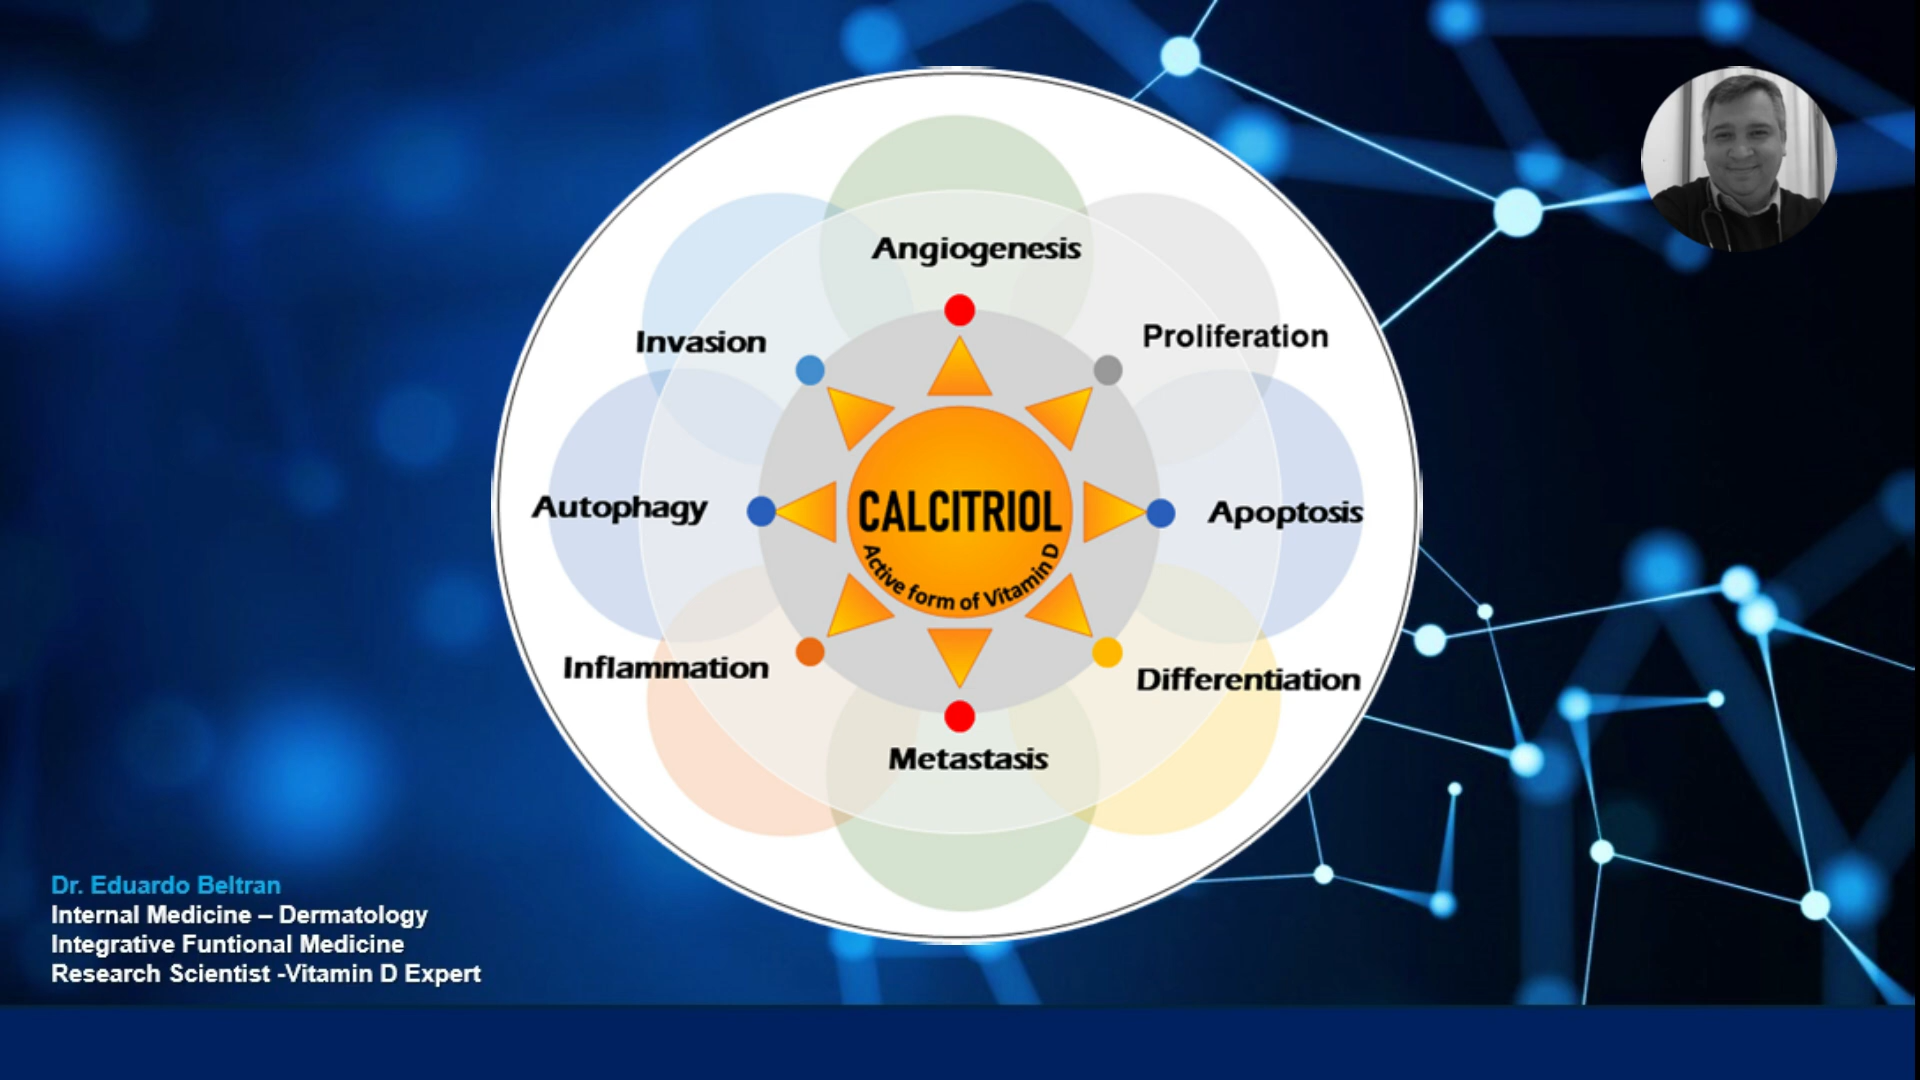 Angiogenesis
Invasion
Proliferation
Autophagy
CALCITRIOL
Active form of Vitamin D
Apoptosis
Inflammation
Differentiation
Metastasis
Dr. Eduardo Beltran
Internal Medicine – Dermatology
Integrative Funtional Medicine
Research Scientist -Vitamin D Expert